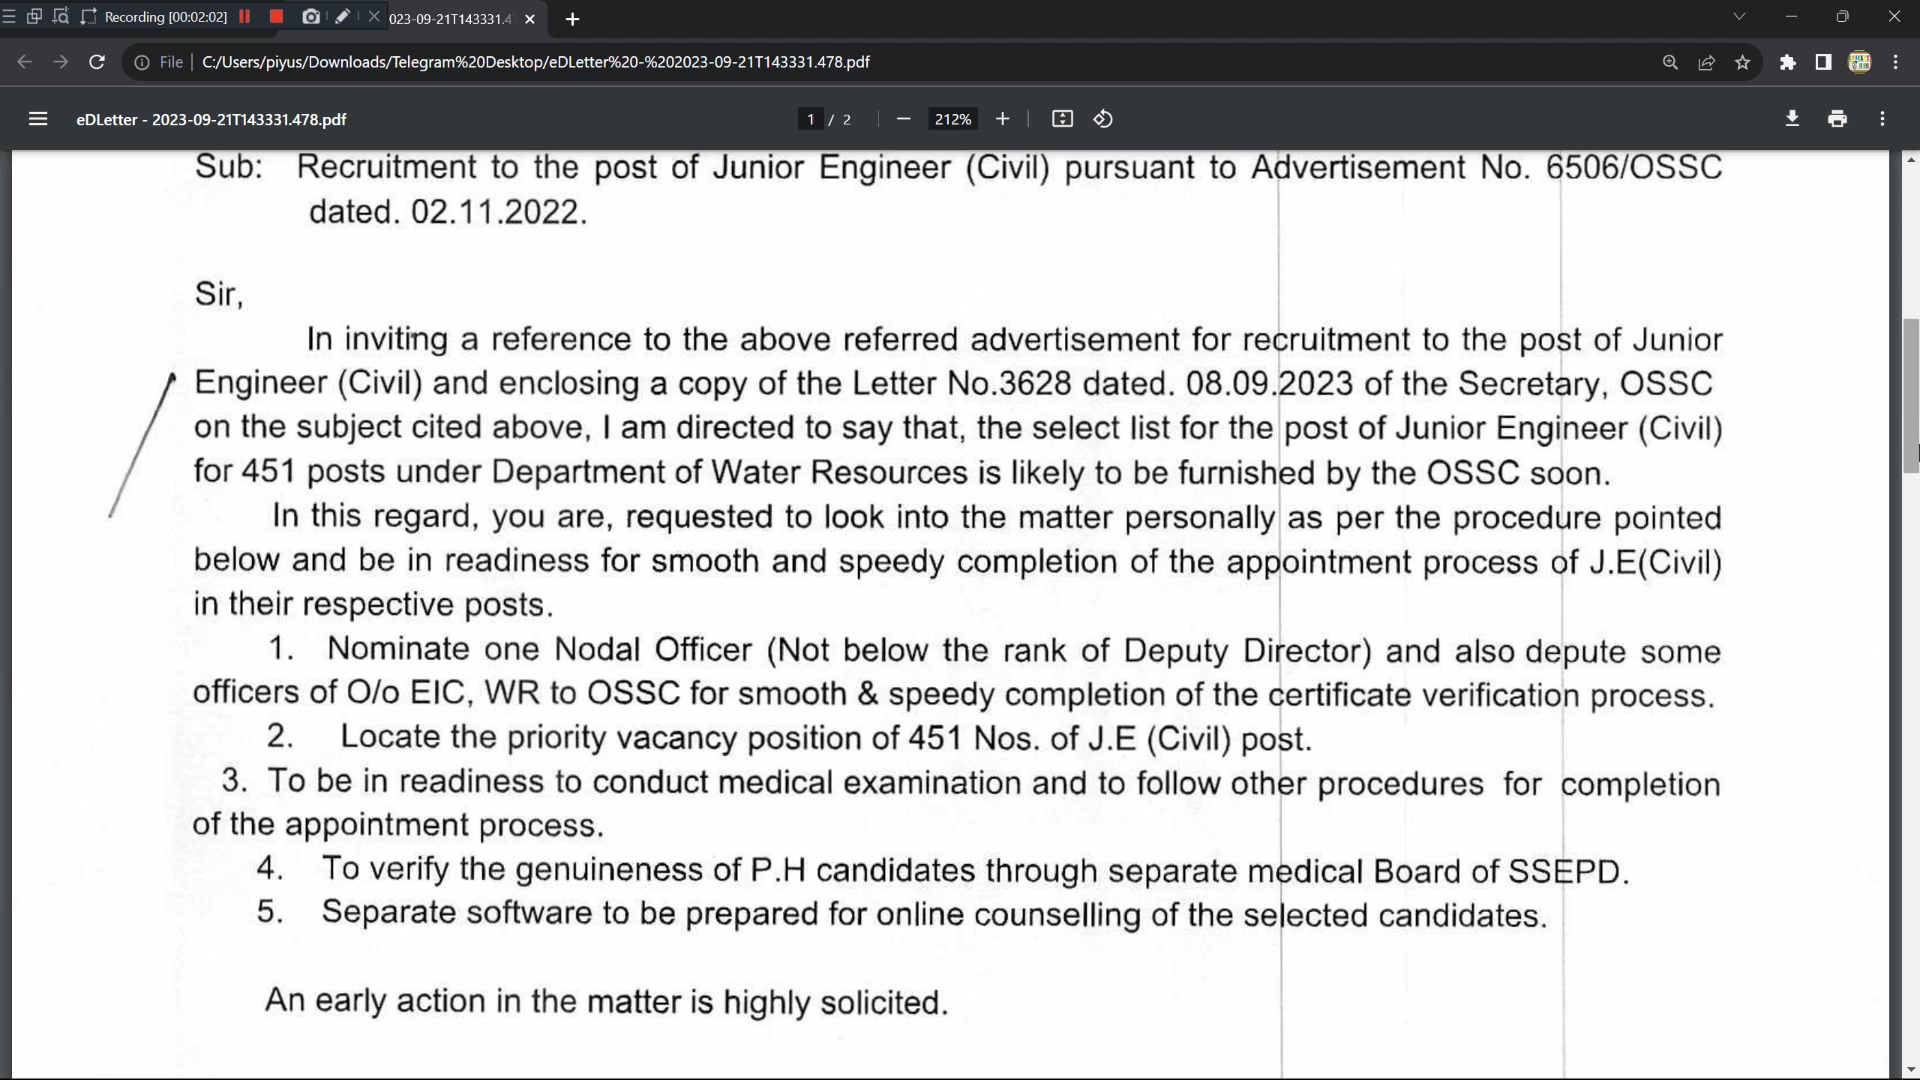 Recording [00:02:02]
023-09-21T143331.4
File
C:/Users/piyus/Downloads/Telegram%20Desktop/eDLetter%20-%202023-09-21T143331.478.pdf
eDLetter - 2023-09-21T143331.478.pdf
1 / 2
212%
Sub: Recruitment to the post of Junior Engineer (Civil) pursuant to Advertisement No. 6506/OSSC
dated. 02.11.2022.
Sir,
In inviting a reference to the above referred advertisement for recruitment to the post of Junior
Engineer (Civil) and enclosing a copy of the Letter No.3628 dated. 08.09.2023 of the Secretary, OSSC
on the subject cited above, I am directed to say that, the select list for the post of Junior Engineer (Civil)
for 451 posts under Department of Water Resources is likely to be furnished by the OSSC soon.
In this regard, you are, requested to look into the matter personally as per the procedure pointed
below and be in readiness for smooth and speedy completion of the appointment process of J.E(Civil)
in their respective posts.
1. Nominate one Nodal Officer (Not below the rank of Deputy Director) and also depute some
officers of O/o EIC, WR to OSSC for smooth & speedy completion of the certificate verification process.
2. Locate the priority vacancy position of 451 Nos. of J.E (Civil) post.
3. To be in readiness to conduct medical examination and to follow other procedures for completion
of the appointment process.
4. To verify the genuineness of P.H candidates through separate medical Board of SSEPD.
5. Separate software to be prepared for online counselling of the selected candidates.
An early action in the matter is highly solicited.